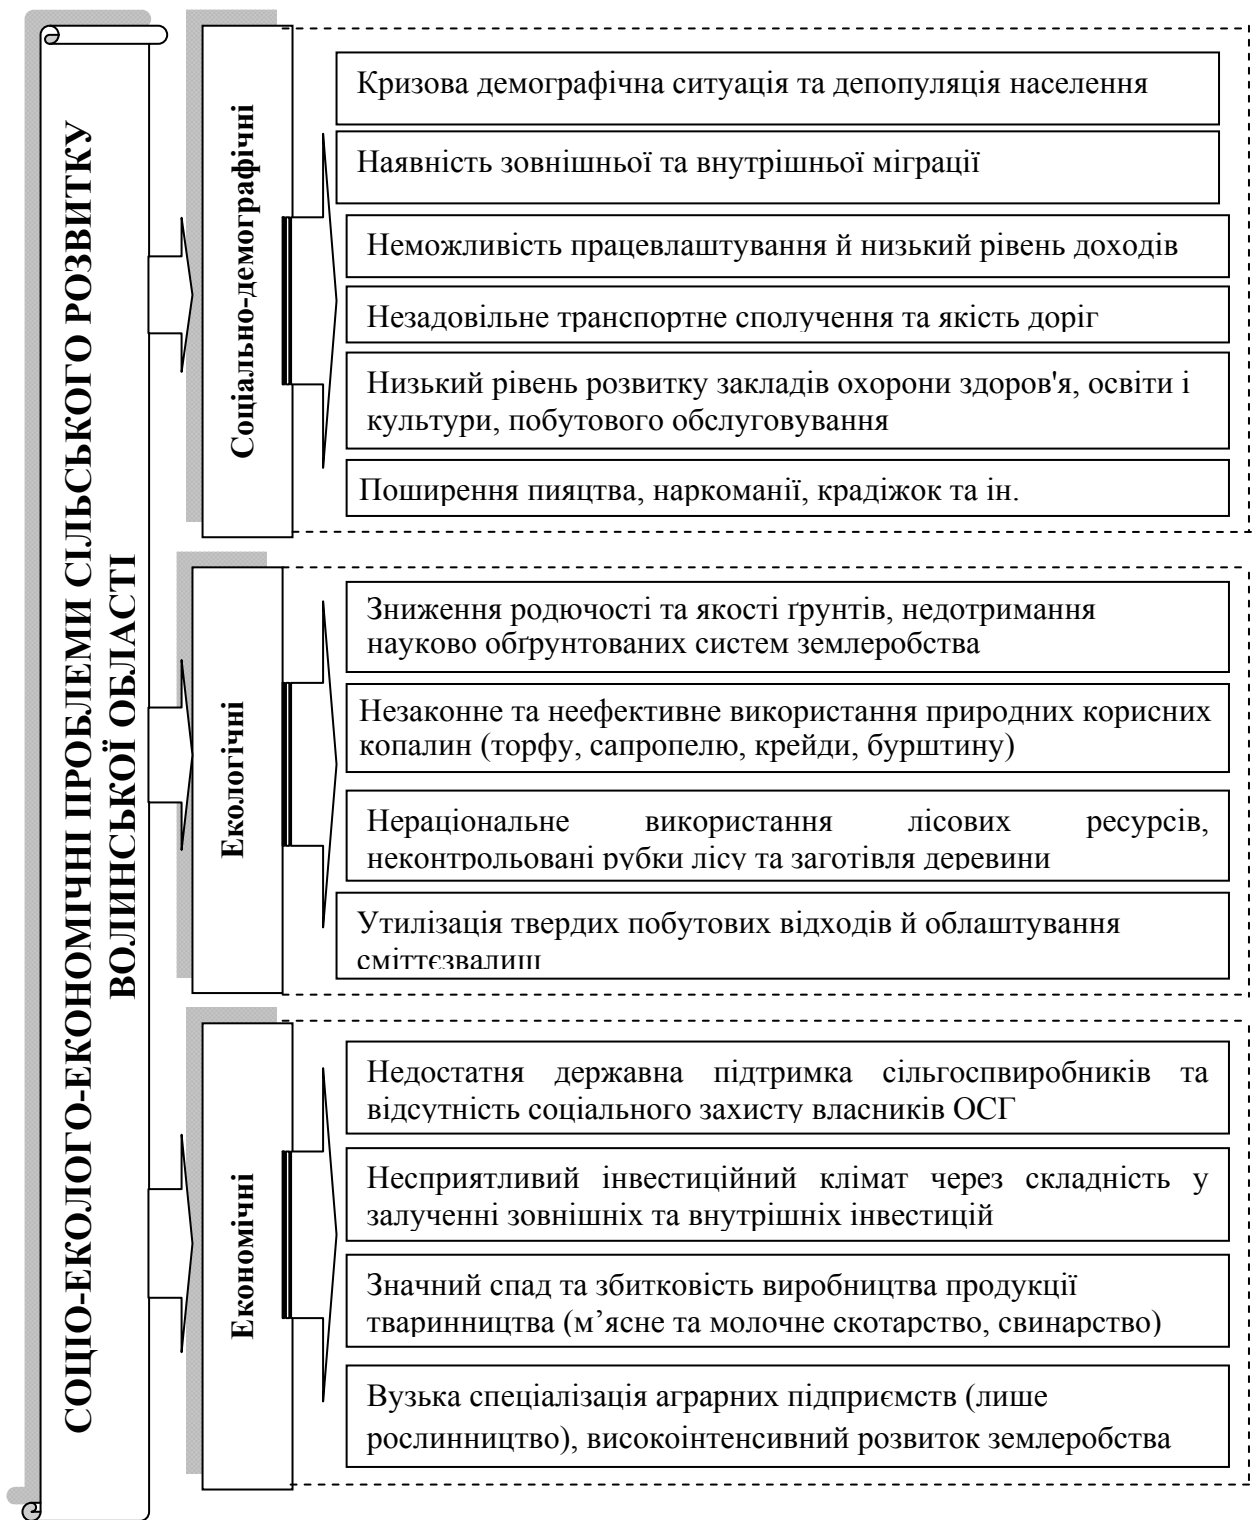 СОЦІО-ЕКОЛОГО-ЕКОНОМІЧНІ ПРОБЛЕМИ СІЛЬСЬКОГО РОЗВИТКУ
ВОЛИНСЬКОЇ ОБЛАСТІ
Соціально-демографічні
Кризова демографічна ситуація та депопуляція населення
Наявність зовнішньої та внутрішньої міграції
Неможливість працевлаштування й низький рівень доходів
Незадовільне транспортне сполучення та якість доріг
Низький рівень розвитку закладів охорони здоров'я, освіти і
культури, побутового обслуговування
Поширення пияцтва, наркоманії, крадіжок та ін.
Екологічні
Зниження родючості та якості ґрунтів, недотримання
науково обґрунтованих систем землеробства
Незаконне та неефективне використання природних корисних
копалин (торфу, сапропелю, крейди, бурштину)
Нераціональне використання лісових ресурсів,
неконтрольовані рубки лісу та заготівля деревини
Утилізація твердих побутових відходів й облаштування
сміттєзвалищ
Економічні
Недостатня державна підтримка сільгоспвиробників та
відсутність соціального захисту власників ОСГ
Несприятливий інвестиційний клімат через складність у
залученні зовнішніх та внутрішніх інвестицій
Значний спад та збитковість виробництва продукції
тваринництва (м’ясне та молочне скотарство, свинарство)
Вузька спеціалізація аграрних підприємств (лише
рослинництво), високоінтенсивний розвиток землеробства